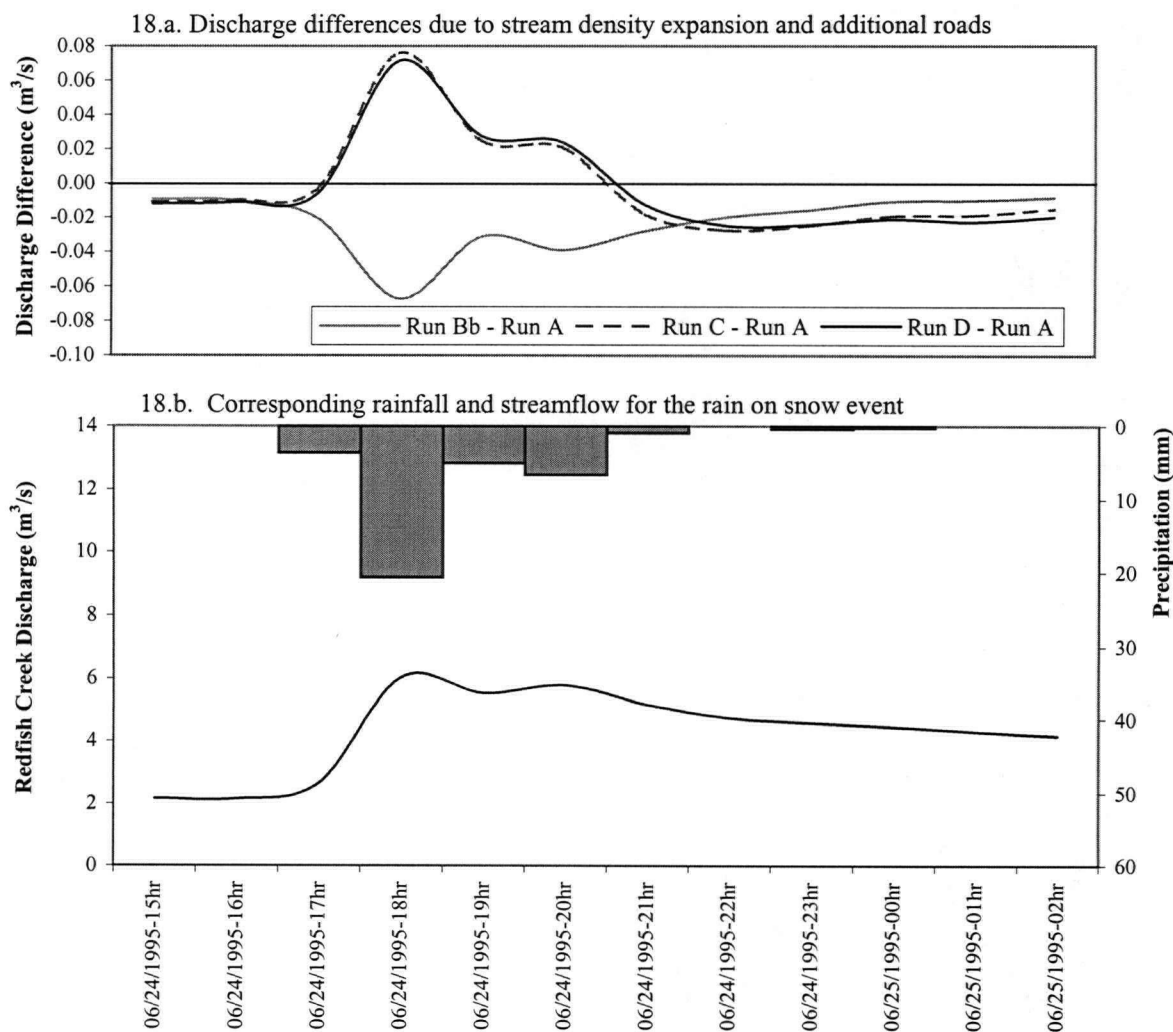 18.a. Discharge differences due to stream density expansion and additional roads
Discharge Difference (m³/s)
0.08
0.06
0.04
0.02
0.00
-0.02
-0.04
-0.06
-0.08
-0.10
Run Bb - Run A
Run C - Run A
Run D - Run A
18.b. Corresponding rainfall and streamflow for the rain on snow event
Redfish Creek Discharge (m³/s)
14
12
10
8
6
4
2
0
0
10
20
30
40
50
60
Precipitation (mm)
06/24/1995-15hr
06/24/1995-16hr
06/24/1995-17hr
06/24/1995-18hr
06/24/1995-19hr
06/24/1995-20hr
06/24/1995-21hr
06/24/1995-22hr
06/24/1995-23hr
06/25/1995-00hr
06/25/1995-01hr
06/25/1995-02hr